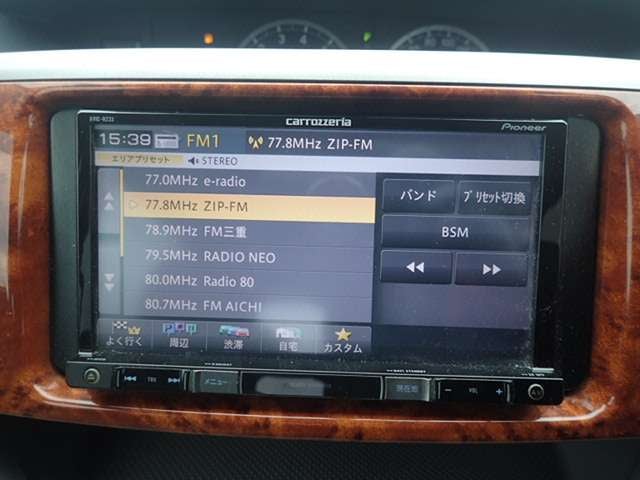 carrozzeria
Pioneer
15:39 FM1 77.8MHz ZIP-FM
エリアプリセット STEREO
77.0MHz e-radio
77.8MHz ZIP-FM
78.9MHz FM三重
79.5MHz RADIO NEO
80.0MHz Radio 80
80.7MHz FM AICHI
バンド プリセット切換
BSM
よく行く 周辺 渋滞 自宅 カスタム
メニュー 現在地 − VOL +